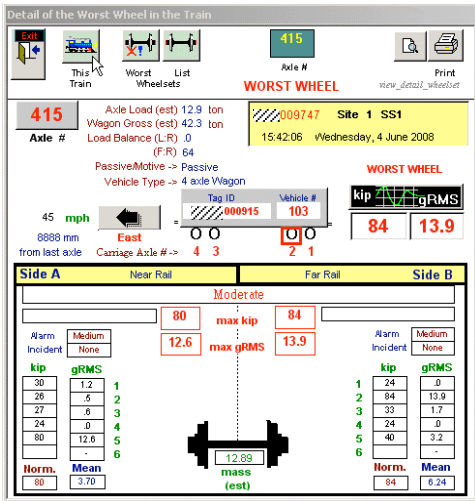 Detail of the Worst Wheel in the Train
Exit
This Train
Worst List
Wheelsets
415
Axle #
WORST WHEEL
Print
view_detail_wheelset
415
Axle #
Axle Load (est) 12.9 ton
Wagon Gross (est) 42.3 ton
Load Balance (L:R) .0
(F:R) 64
Passive/Motive -> Passive
Vehicle Type -> 4 axle Wagon
009747 Site 1 SS1
15:42:06 Wednesday, 4 June 2008
WORST WHEEL
kip gRMS
84 13.9
45 mph
8888 mm
from last axle
East
Tag ID Vehicle #
000915 103
=
=
Carriage Axle #-> 4 3 2 1
Side A Near Rail Far Rail Side B
Moderate
80 max kip 84
12.6 max gRMS 13.9
Alarm Medium
Incident None
Alarm Medium
Incident None
kip gRMS
30 1.2 1
26 .5 2
27 .6 3
24 .0 4
80 12.6 5
- 6
Norm. Mean
80 3.70
12.89
mass
(est)
kip gRMS
1 24 .0
2 84 13.9
3 33 1.7
4 24 .0
5 40 3.2
6 -
Norm. Mean
84 6.24